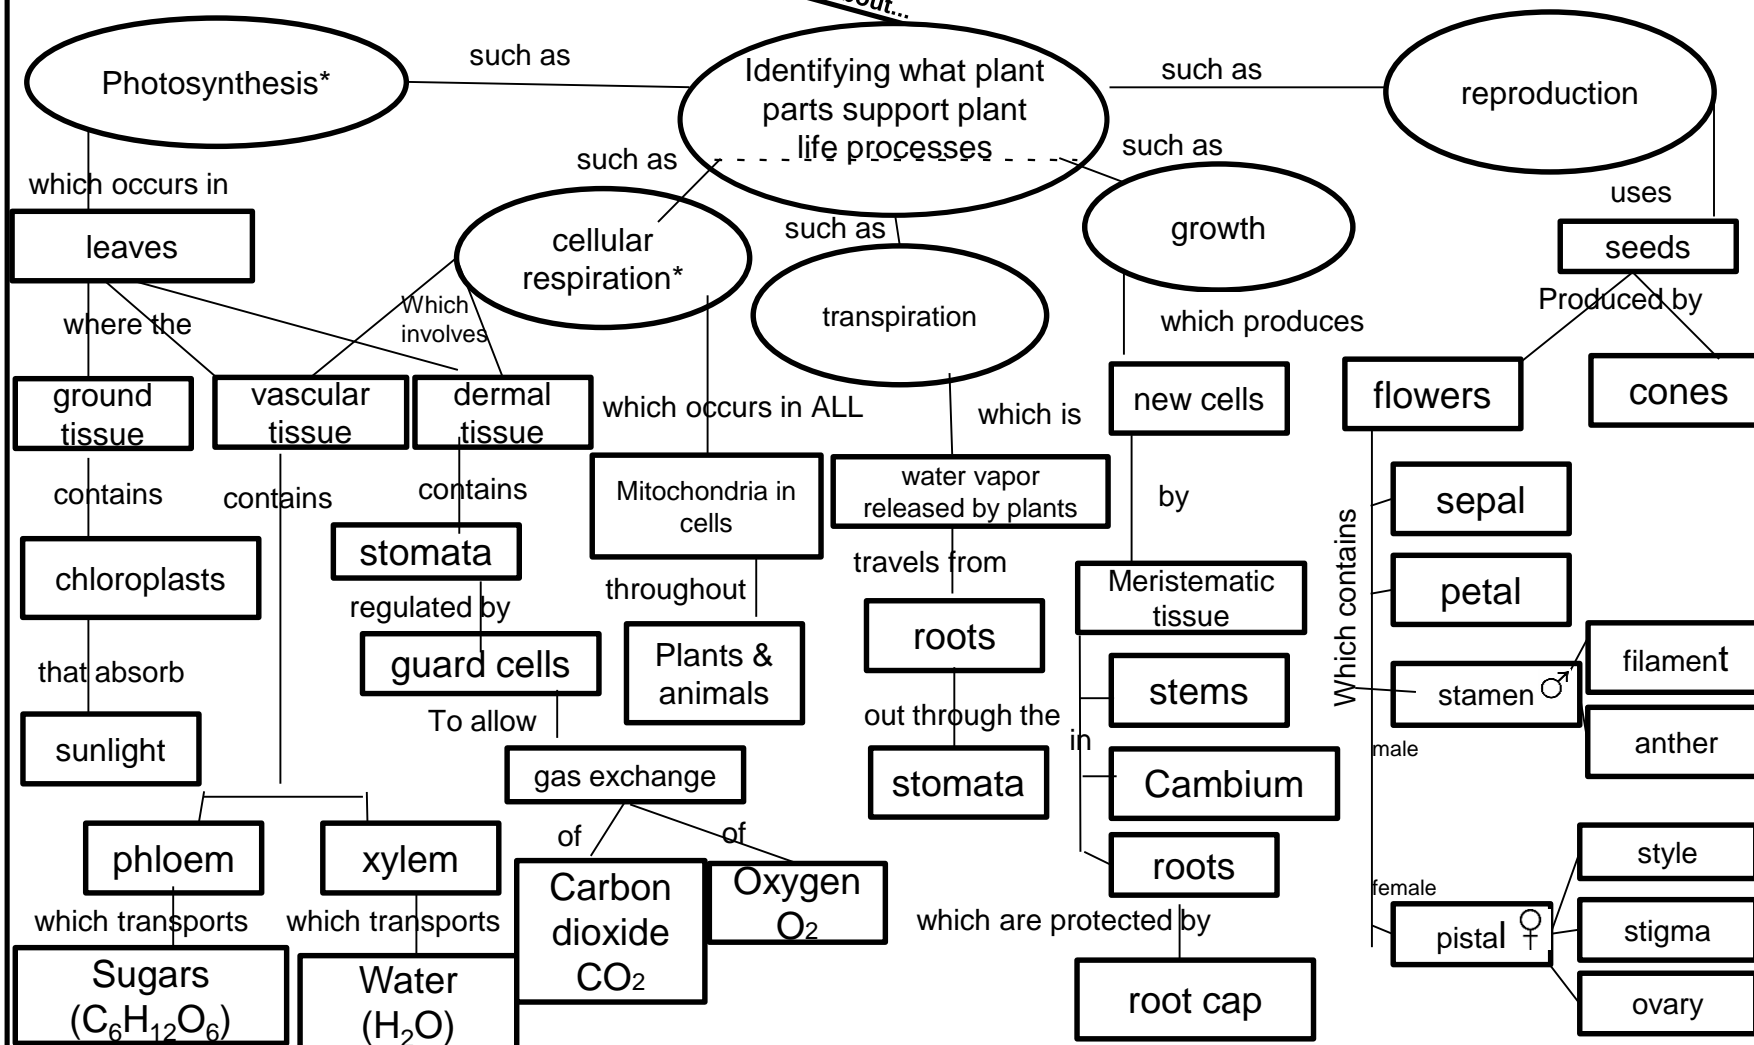 out...
Photosynthesis*
such as
Identifying what plant
parts support plant
life processes
such as
reproduction
which occurs in
such as
such as
uses
leaves
cellular
respiration*
such as
growth
seeds
where the
Which
involves
transpiration
which produces
Produced by
ground
tissue
vascular
tissue
dermal
tissue
which occurs in ALL
which is
new cells
flowers
cones
contains
contains
contains
Mitochondria in
cells
water vapor
released by plants
by
sepal
chloroplasts
stomata
throughout
travels from
Meristematic
tissue
Which contains
petal
regulated by
that absorb
guard cells
Plants &
animals
roots
stems
stamen ♂
filament
sunlight
To allow
out through the
in
male
anther
gas exchange
stomata
Cambium
phloem
xylem
of
of
roots
style
which transports
which transports
Carbon
dioxide
CO2
Oxygen
O2
which are protected by
female
pistal ♀
stigma
Sugars
(C6H12O6)
Water
(H2O)
root cap
ovary